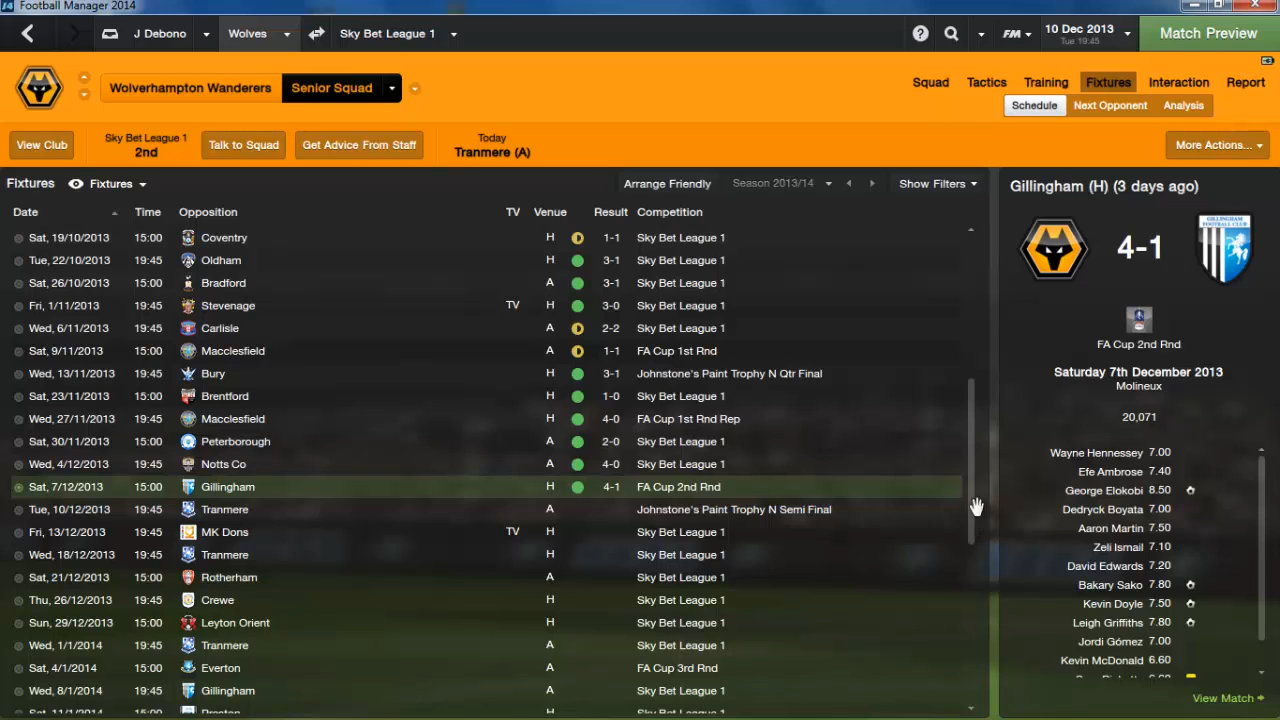 Football Manager 2014
J Debono
Wolves
Sky Bet League 1
FM
10 Dec 2013
Tue 19:45
Match Preview
Wolverhampton Wanderers
Senior Squad
Squad
Tactics
Training
Fixtures
Interaction
Report
Schedule
Next Opponent
Analysis
View Club
Sky Bet League 1
2nd
Talk to Squad
Get Advice From Staff
Today
Tranmere (A)
More Actions...
Fixtures
Fixtures
Arrange Friendly
Season 2013/14
Show Filters
Date Time Opposition TV Venue Result Competition
Sat, 19/10/2013 15:00 Coventry H 1-1 Sky Bet League 1
Tue, 22/10/2013 19:45 Oldham H 3-1 Sky Bet League 1
Sat, 26/10/2013 15:00 Bradford A 3-1 Sky Bet League 1
Fri, 1/11/2013 19:45 Stevenage TV H 3-0 Sky Bet League 1
Wed, 6/11/2013 19:45 Carlisle A 2-2 Sky Bet League 1
Sat, 9/11/2013 15:00 Macclesfield A 1-1 FA Cup 1st Rnd
Wed, 13/11/2013 19:45 Bury H 3-1 Johnstone's Paint Trophy N Qtr Final
Sat, 23/11/2013 15:00 Brentford H 1-0 Sky Bet League 1
Wed, 27/11/2013 19:45 Macclesfield H 4-0 FA Cup 1st Rnd Rep
Sat, 30/11/2013 15:00 Peterborough A 2-0 Sky Bet League 1
Wed, 4/12/2013 19:45 Notts Co A 4-0 Sky Bet League 1
Sat, 7/12/2013 15:00 Gillingham H 4-1 FA Cup 2nd Rnd
Tue, 10/12/2013 19:45 Tranmere A Johnstone's Paint Trophy N Semi Final
Fri, 13/12/2013 19:45 MK Dons TV H Sky Bet League 1
Wed, 18/12/2013 19:45 Tranmere H Sky Bet League 1
Sat, 21/12/2013 15:00 Rotherham A Sky Bet League 1
Thu, 26/12/2013 15:00 Crewe H Sky Bet League 1
Sun, 29/12/2013 15:00 Leyton Orient H Sky Bet League 1
Wed, 1/1/2014 19:45 Tranmere A Sky Bet League 1
Sat, 4/1/2014 15:00 Everton A FA Cup 3rd Rnd
Wed, 8/1/2014 19:45 Gillingham A Sky Bet League 1
Sat, 11/1/2014 15:00 Preston A Sky Bet League 1
Gillingham (H) (3 days ago)
4-1
GILLINGHAM
FOOTBALL CLUB
FA Cup 2nd Rnd
Saturday 7th December 2013
Molineux
20,071
Wayne Hennessey 7.00
Efe Ambrose 7.40
George Elokobi 8.50
Dedryck Boyata 7.00
Aaron Martin 7.50
Zeli Ismail 7.10
David Edwards 7.20
Bakary Sako 7.80
Kevin Doyle 7.50
Leigh Griffiths 7.80
Jordi Gómez 7.00
Kevin McDonald 6.60
View Match